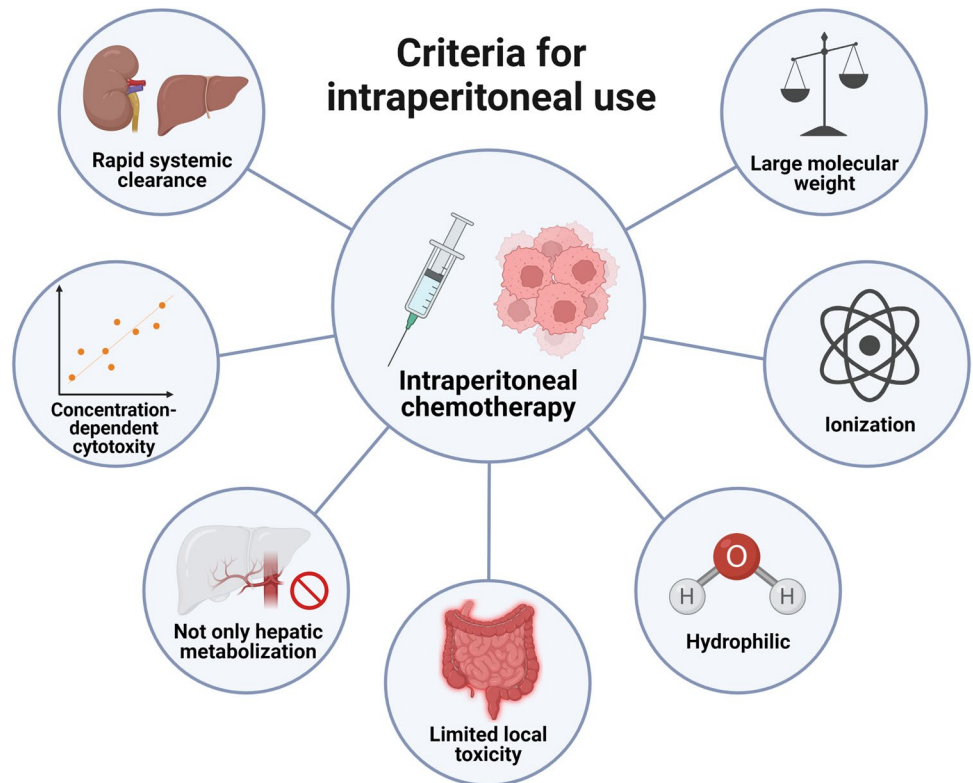 Criteria for
intraperitoneal use
Rapid systemic
clearance
Large molecular
weight
Intraperitoneal
chemotherapy
Concentration-
dependent
cytotoxity
Ionization
Not only hepatic
metabolization
O
H
H
Hydrophilic
Limited local
toxicity